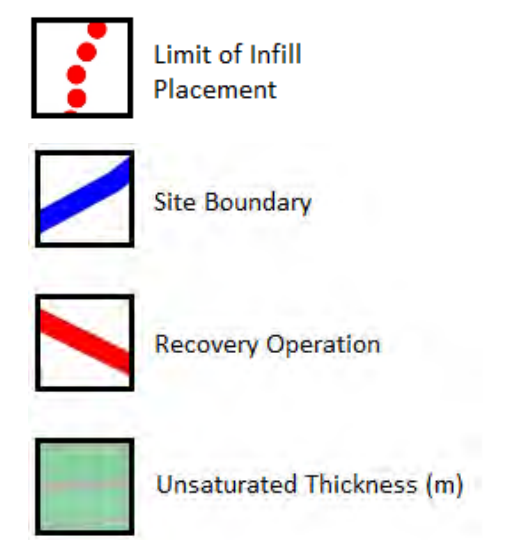 Limit of Infill
Placement
Site Boundary
Recovery Operation
Unsaturated Thickness (m)